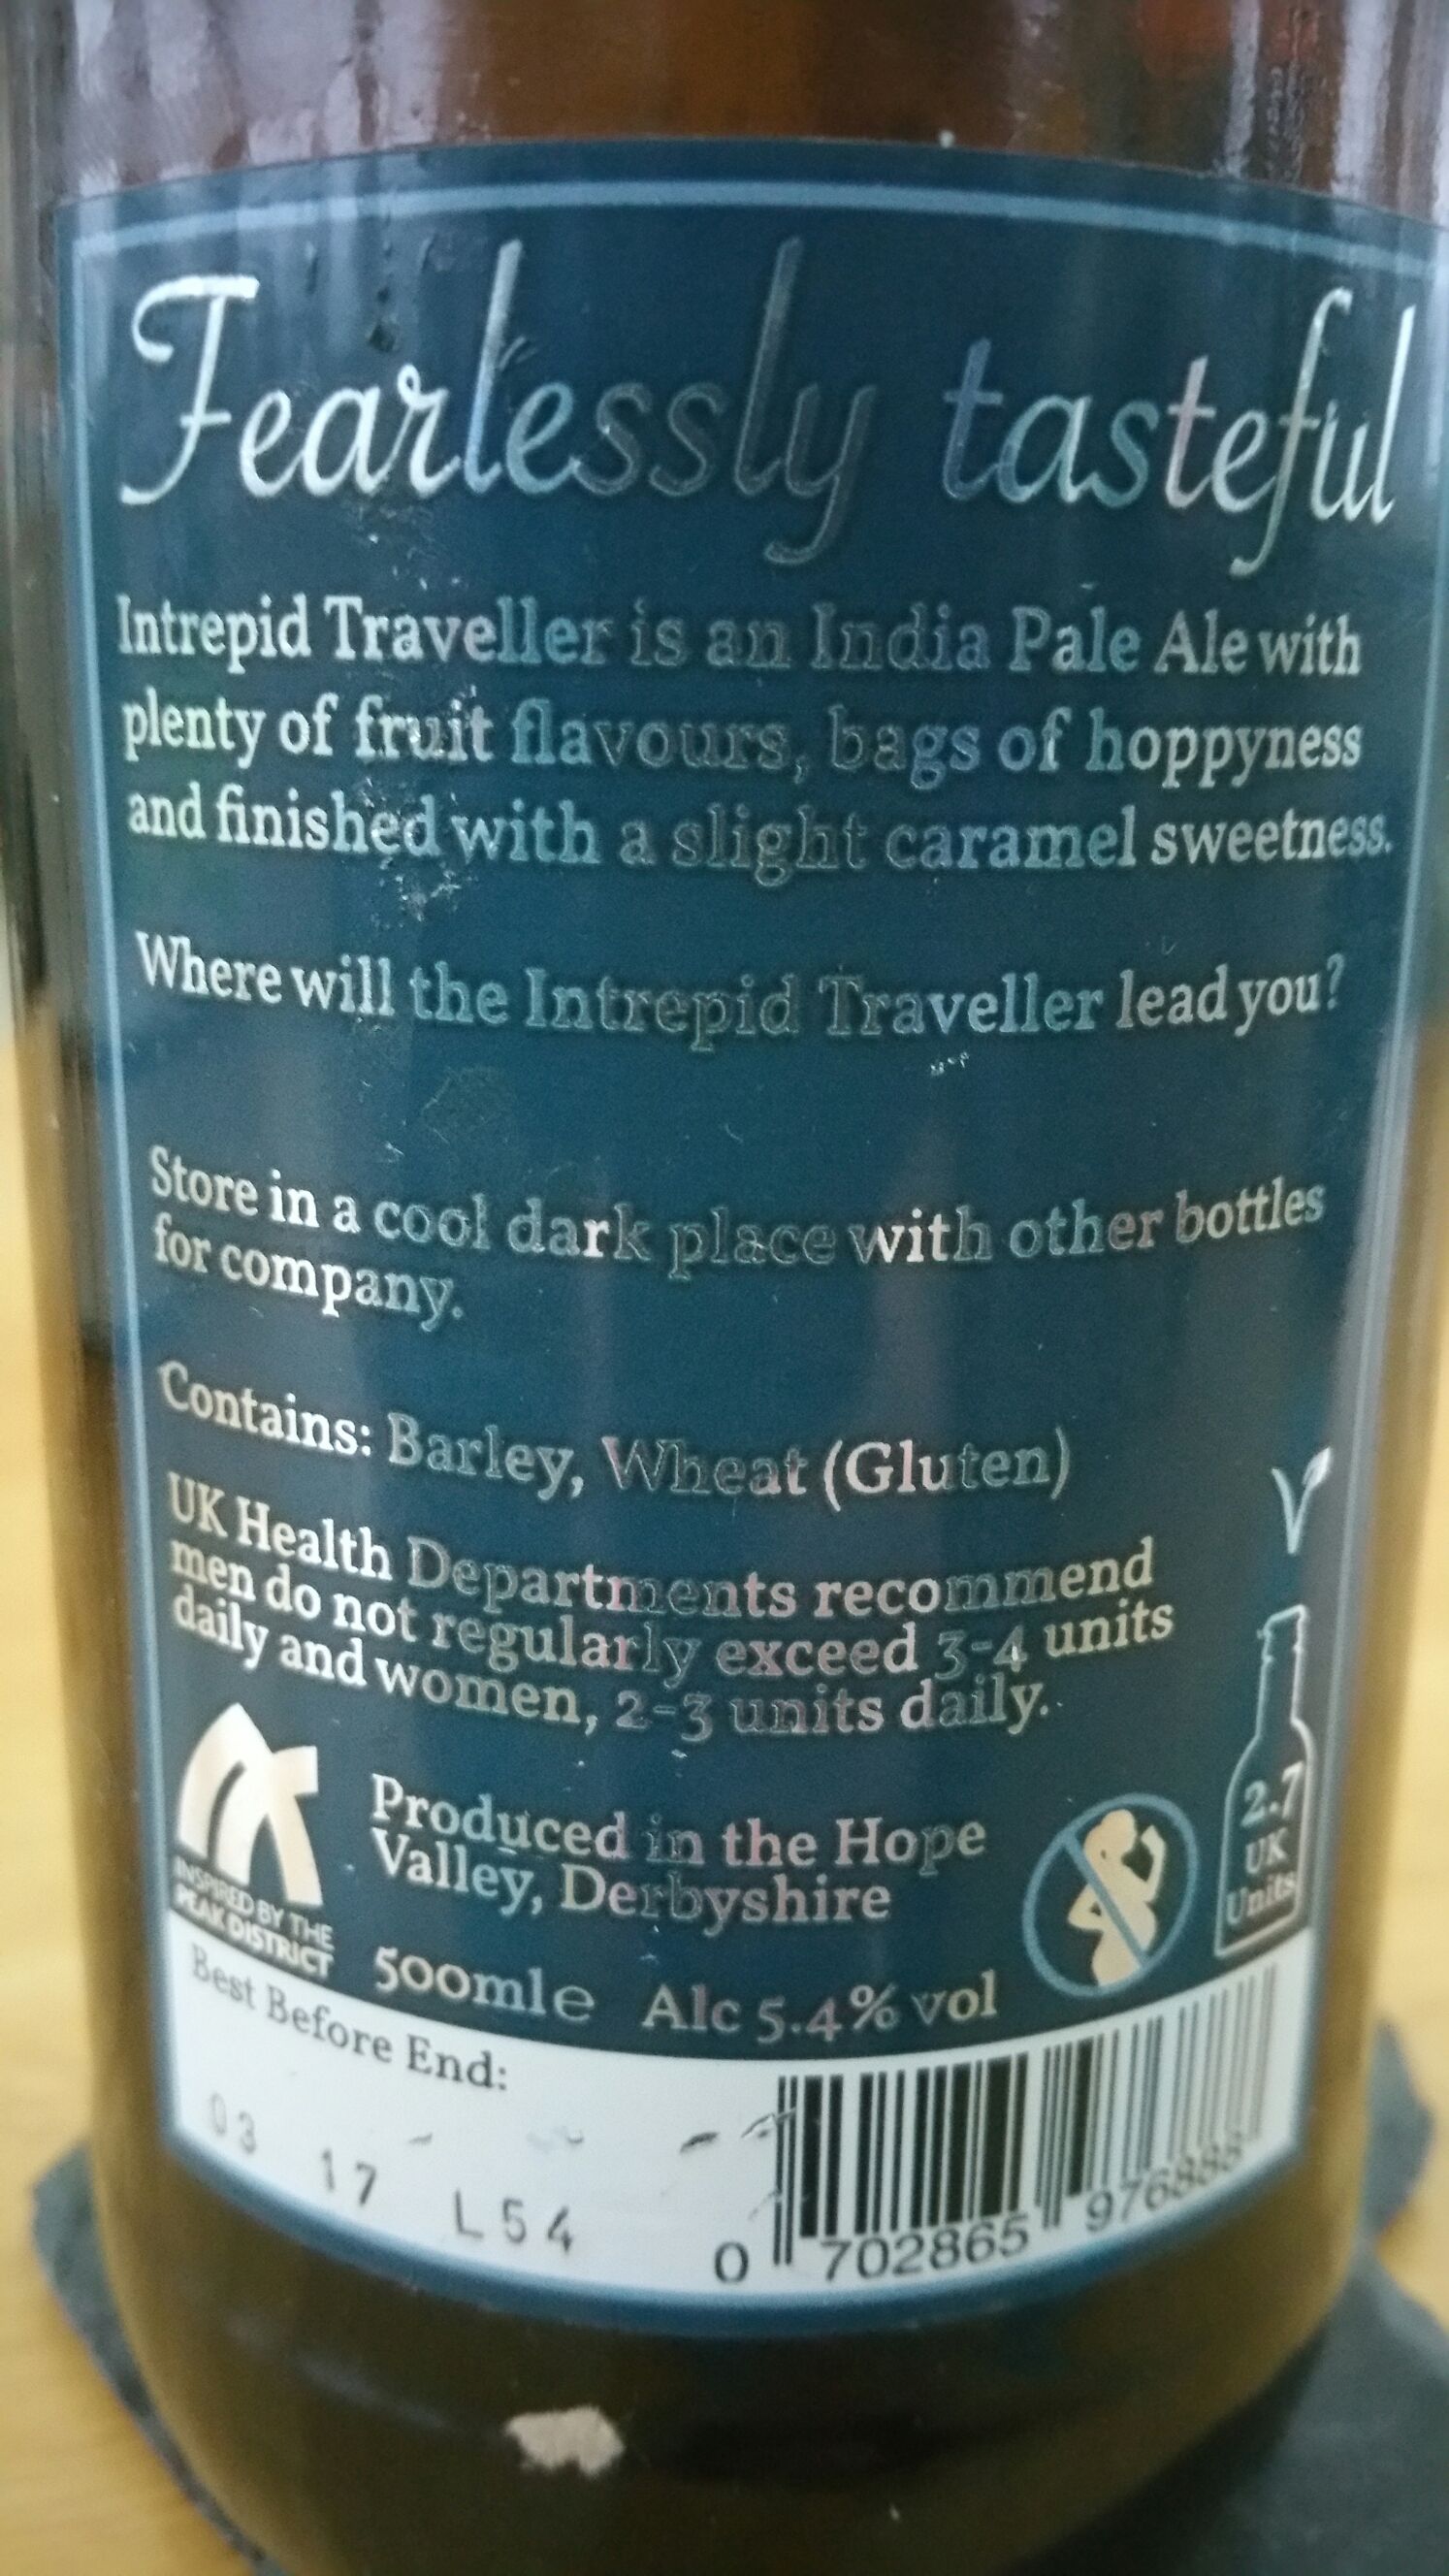 Fearlessly tasteful
Intrepid Traveller is an India Pale Ale with
plenty of fruit flavours, bags of hoppyness
and finished with a slight caramel sweetness.
Where will the Intrepid Traveller lead you?
Store in a cool dark place with other bottles
for company.
Contains: Barley, Wheat (Gluten)
UK Health Departments recommend
men do not regularly exceed 3-4 units
daily and women, 2-3 units daily.
V
2.7
UK
Units
Produced in the Hope
Valley, Derbyshire
INSPIRED BY THE
PEAK DISTRICT
500ml e Alc 5.4% vol
Best Before End:
03 17 L54
0 702865 976883